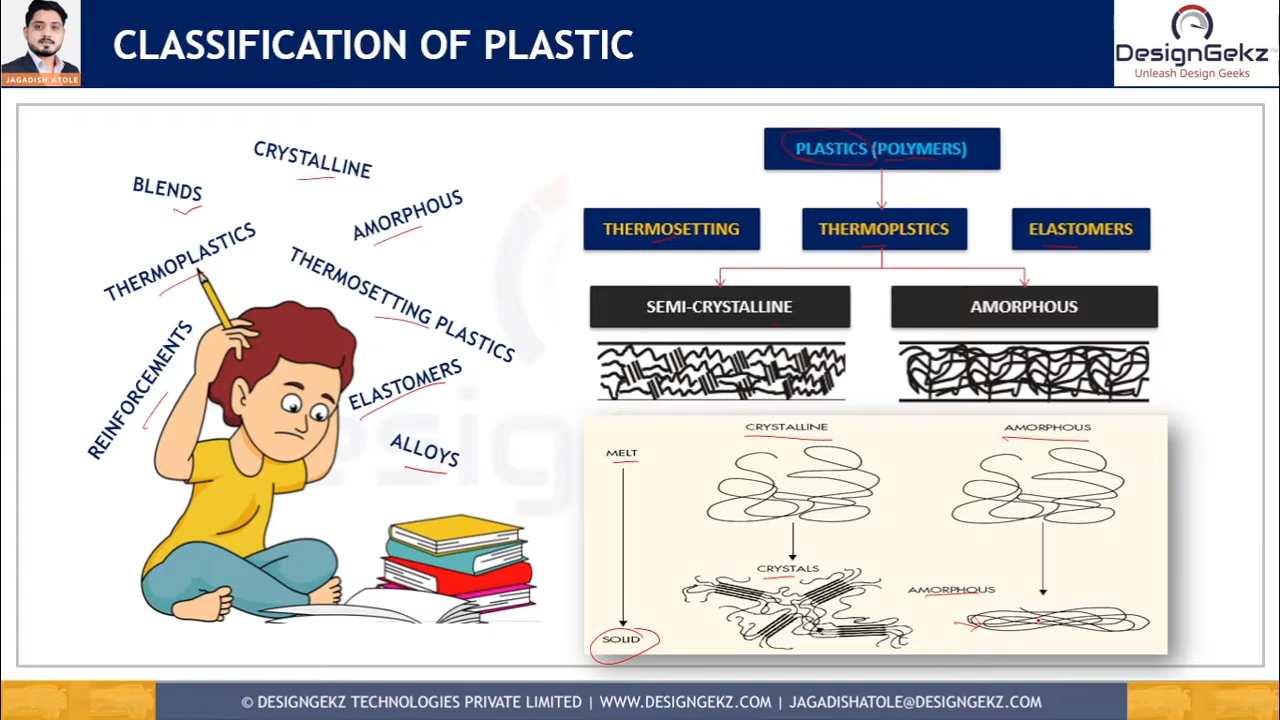 CLASSIFICATION OF PLASTIC
JAGADISH ATOLE
DesignGekz
Unleash Design Geeks
CRYSTALLINE
BLENDS
AMORPHOUS
THERMOPLASTICS
THERMOSETTING PLASTICS
REINFORCEMENTS
ELASTOMERS
ALLOYS
PLASTICS (POLYMERS)
THERMOSETTING
THERMOPLSTICS
ELASTOMERS
SEMI-CRYSTALLINE
AMORPHOUS
CRYSTALLINE
AMORPHOUS
MELT
CRYSTALS
AMORPHOUS
SOLID
© DESIGNGEKZ TECHNOLOGIES PRIVATE LIMITED | WWW.DESIGNGEKZ.COM | JAGADISHATOLE@DESIGNGEKZ.COM